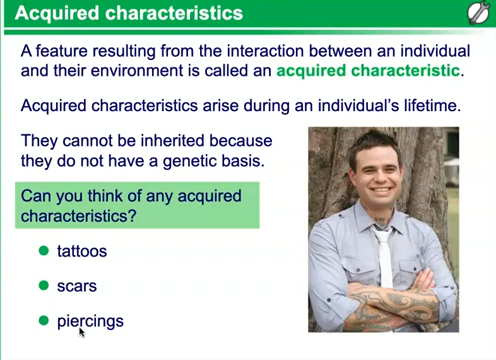 Acquired characteristics
A feature resulting from the interaction between an individual
and their environment is called an acquired characteristic.
Acquired characteristics arise during an individual's lifetime.
They cannot be inherited because
they do not have a genetic basis.
Can you think of any acquired
characteristics?
tattoos
scars
piercings